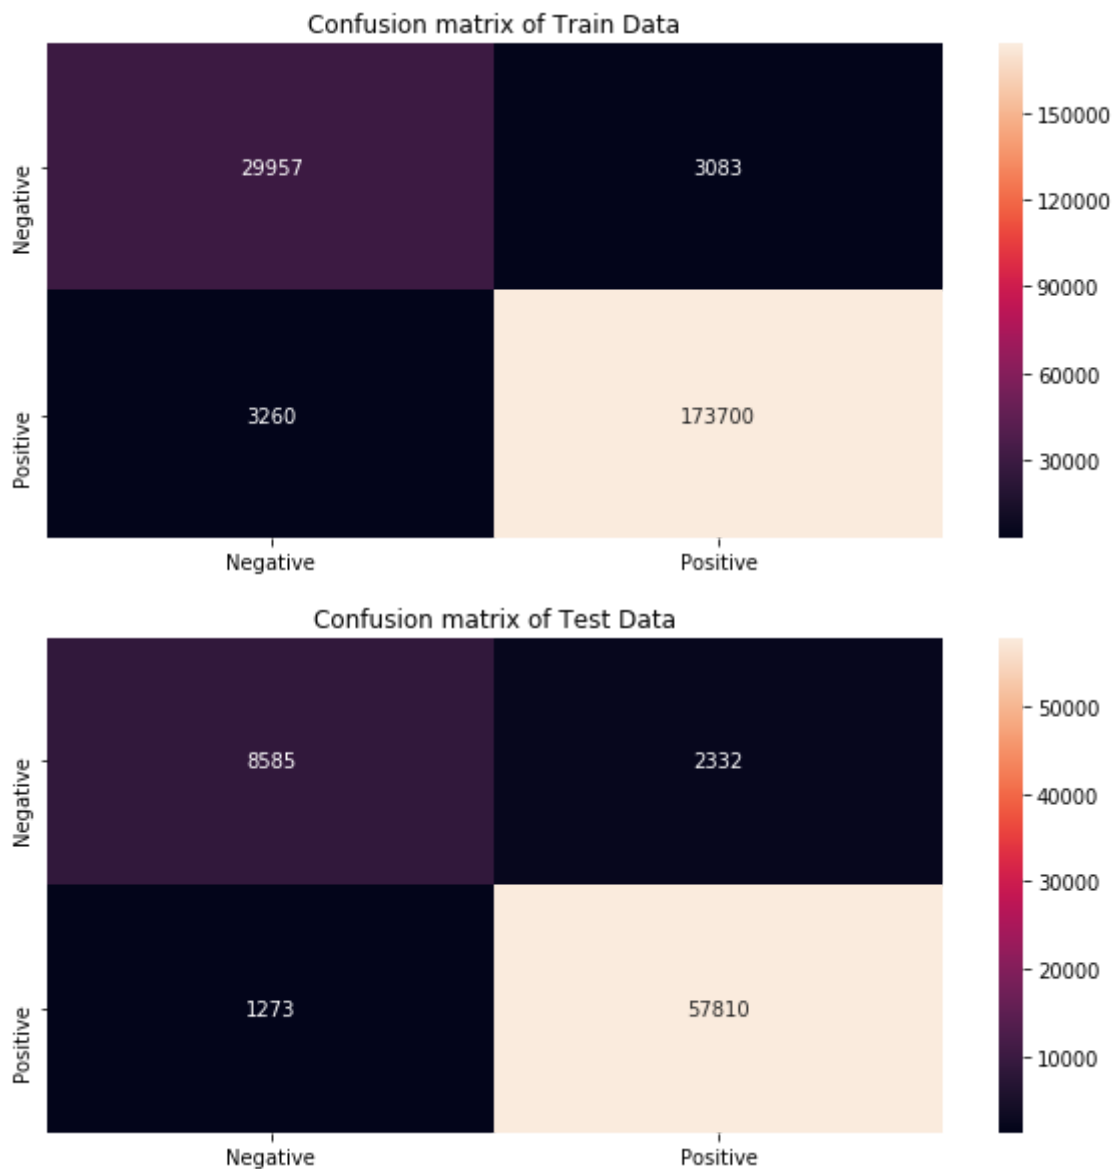 Confusion matrix of Train Data
Negative
29957
3083
150000
120000
90000
60000
30000
Positive
3260
173700
Negative
Positive
Confusion matrix of Test Data
Negative
8585
2332
50000
40000
30000
20000
10000
Positive
1273
57810
Negative
Positive